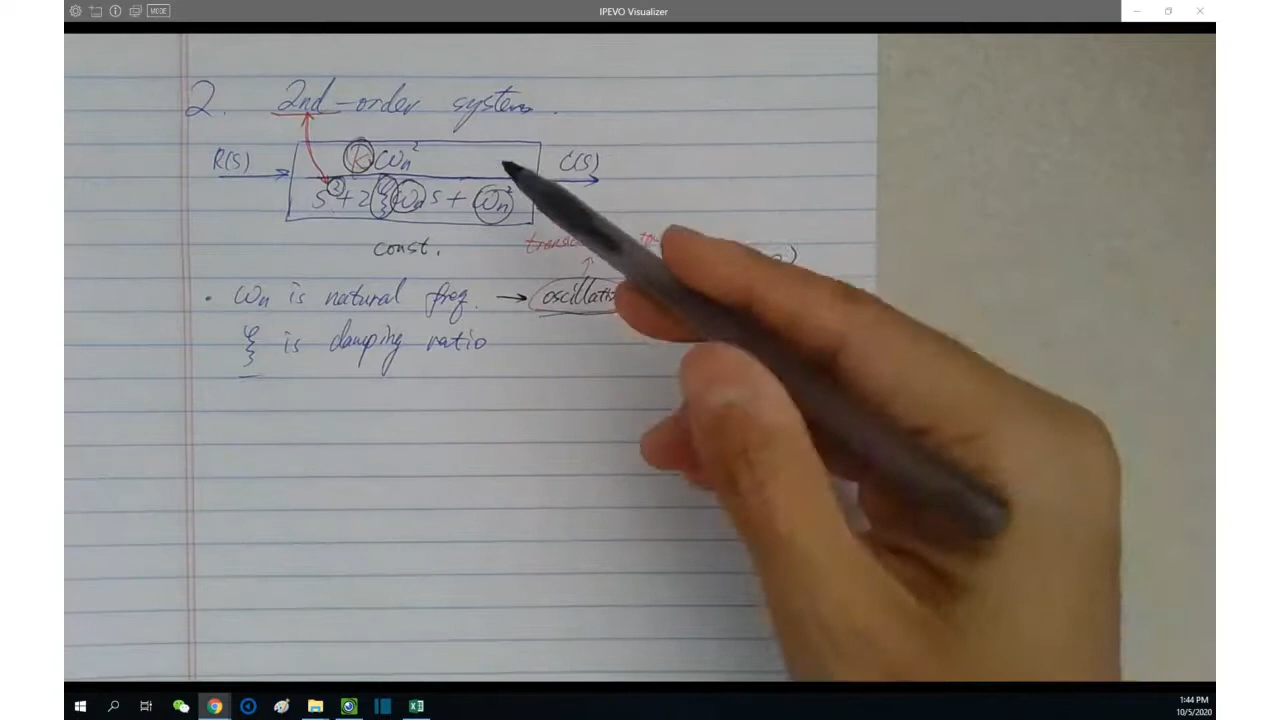 IPEVO Visualizer
MODE
2. 2nd-order system.
R(s) kωn² C(s)
s² + 2ξωns + ωn²
const.
• ωn is natural freq. →
ξ is damping ratio
1:44 PM
10/5/2020